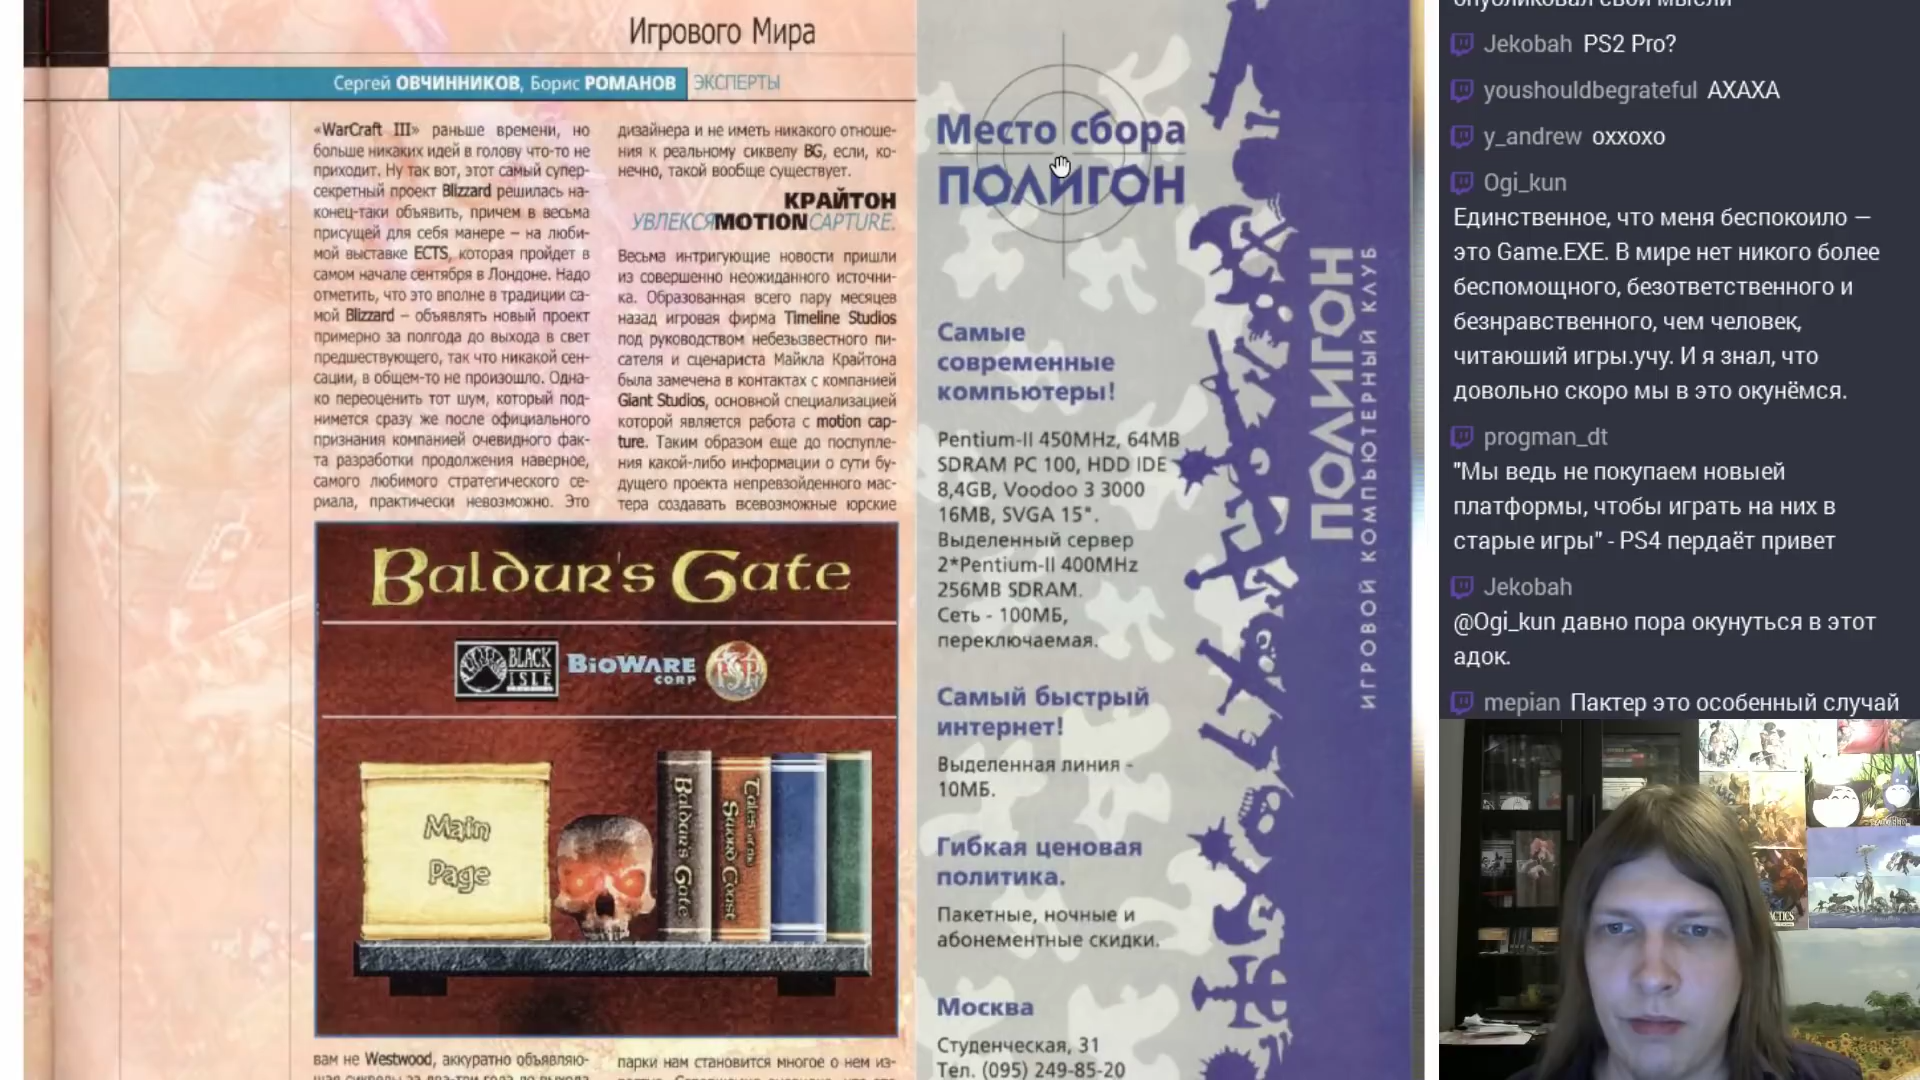 Игрового Мира
Сергей ОВЧИННИКОВ, Борис РОМАНОВ ЭКСПЕРТЫ
«WarCraft III» раньше времени, но
больше никаких идей в голову что-то не
приходит. Ну так вот, этот самый супер-
секретный проект Blizzard решилась на-
конец-таки объявить, причем в весьма
присущей для себя манере – на люби-
мой выставке ECTS, которая пройдет в
самом начале сентября в Лондоне. Надо
отметить, что это вполне в традиции са-
мой Blizzard – объявлять новый проект
примерно за полгода до выхода в свет
предшествующего, так что никакой сен-
сации, в общем-то не произошло. Одна-
ко переоценить тот шум, который под-
нимется сразу же после официального
признания компанией очевидного фак-
та разработки продолжения наверное,
самого любимого стратегического се-
риала, практически невозможно. Это
дизайнера и не иметь никакого отноше-
ния к реальному сиквелу BG, если, ко-
нечно, такой вообще существует.
КРАЙТОН
УВЛЕКСЯ MOTION CAPTURE.
Весьма интригующие новости пришли
из совершенно неожиданного источни-
ка. Образованная всего пару месяцев
назад игровая фирма Timeline Studios
под руководством небезызвестного пи-
сателя и сценариста Майкла Крайтона
была замечена в контактах с компанией
Giant Studios, основной специализацией
которой является работа с motion cap-
ture. Таким образом еще до поступле-
ния какой-либо информации о сути бу-
дущего проекта непревзойденного мас-
тера создавать всевозможные юрские
Baldur's Gate
BLACK
ISLE
BIOWARE
CORP
Main
Page
Baldur's Gate
Tales of the
Sword Coast
вам не Westwood, аккуратно объявляю-
парки нам становится многое о нем из-
Место сбора
ПОЛИГОН
Самые
современные
компьютеры!
Pentium-II 450MHz, 64MB
SDRAM PC 100, HDD IDE
8,4GB, Voodoo 3 3000
16MB, SVGA 15".
Выделенный сервер
2*Pentium-II 400MHz
256MB SDRAM.
Сеть - 100МБ,
переключаемая.
Самый быстрый
интернет!
Выделенная линия -
10МБ.
Гибкая ценовая
политика.
Пакетные, ночные и
абонементные скидки.
Москва
Студенческая, 31
Тел. (095) 249-85-20
ПОЛИГОН
ИГРОВОЙ КОМПЬЮТЕРНЫЙ КЛУБ
опубликовал свои мысли
Jekobah PS2 Pro?
youshouldbegrateful АХАХА
y_andrew оххохо
Ogi_kun
Единственное, что меня беспокоило —
это Game.EXE. В мире нет никого более
беспомощного, безответственного и
безнравственного, чем человек,
читаюший игры.учу. И я знал, что
довольно скоро мы в это окунёмся.
progman_dt
"Мы ведь не покупаем новыей
платформы, чтобы играть на них в
старые игры" - PS4 пердаёт привет
Jekobah
@Ogi_kun давно пора окунуться в этот
адок.
mepian Пактер это особенный случай